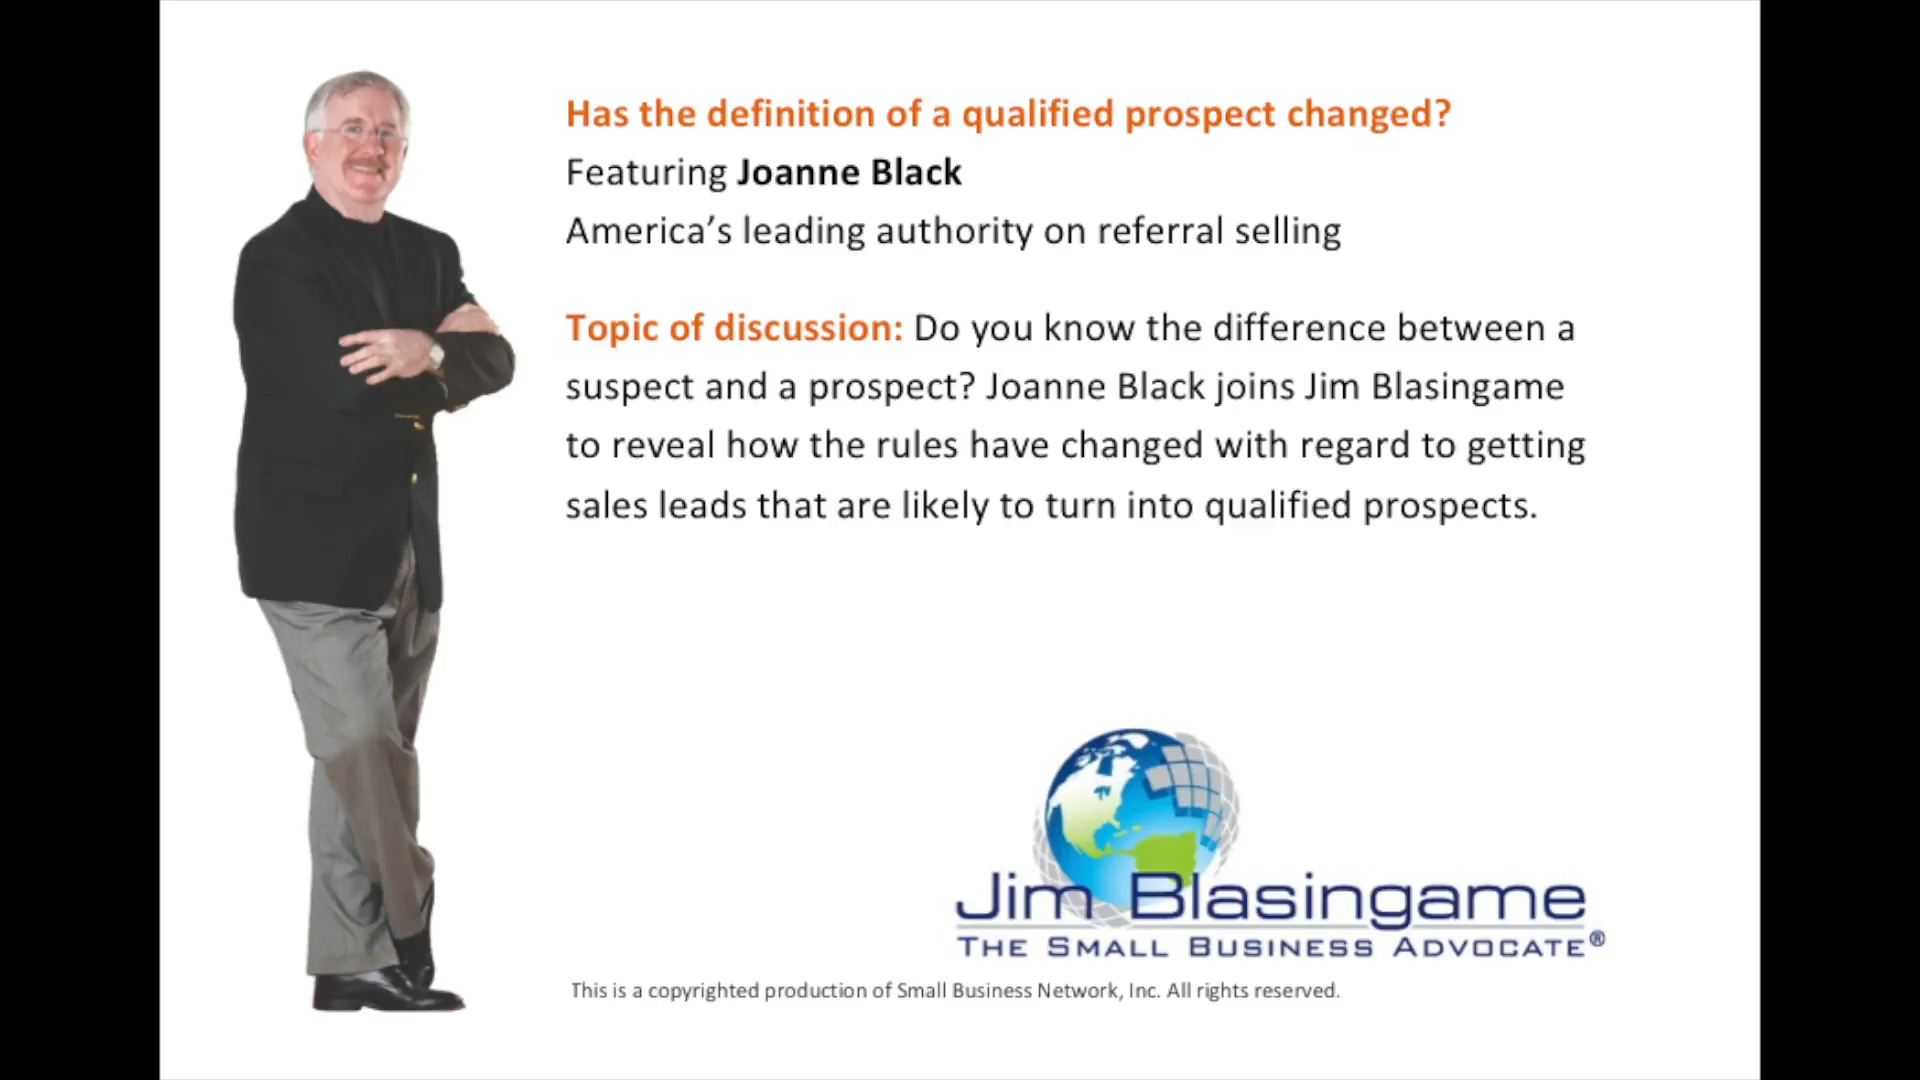 Has the definition of a qualified prospect changed?
Featuring Joanne Black
America’s leading authority on referral selling
Topic of discussion: Do you know the difference between a
suspect and a prospect? Joanne Black joins Jim Blasingame
to reveal how the rules have changed with regard to getting
sales leads that are likely to turn into qualified prospects.
Jim Blasingame
THE SMALL BUSINESS ADVOCATE®
This is a copyrighted production of Small Business Network, Inc. All rights reserved.